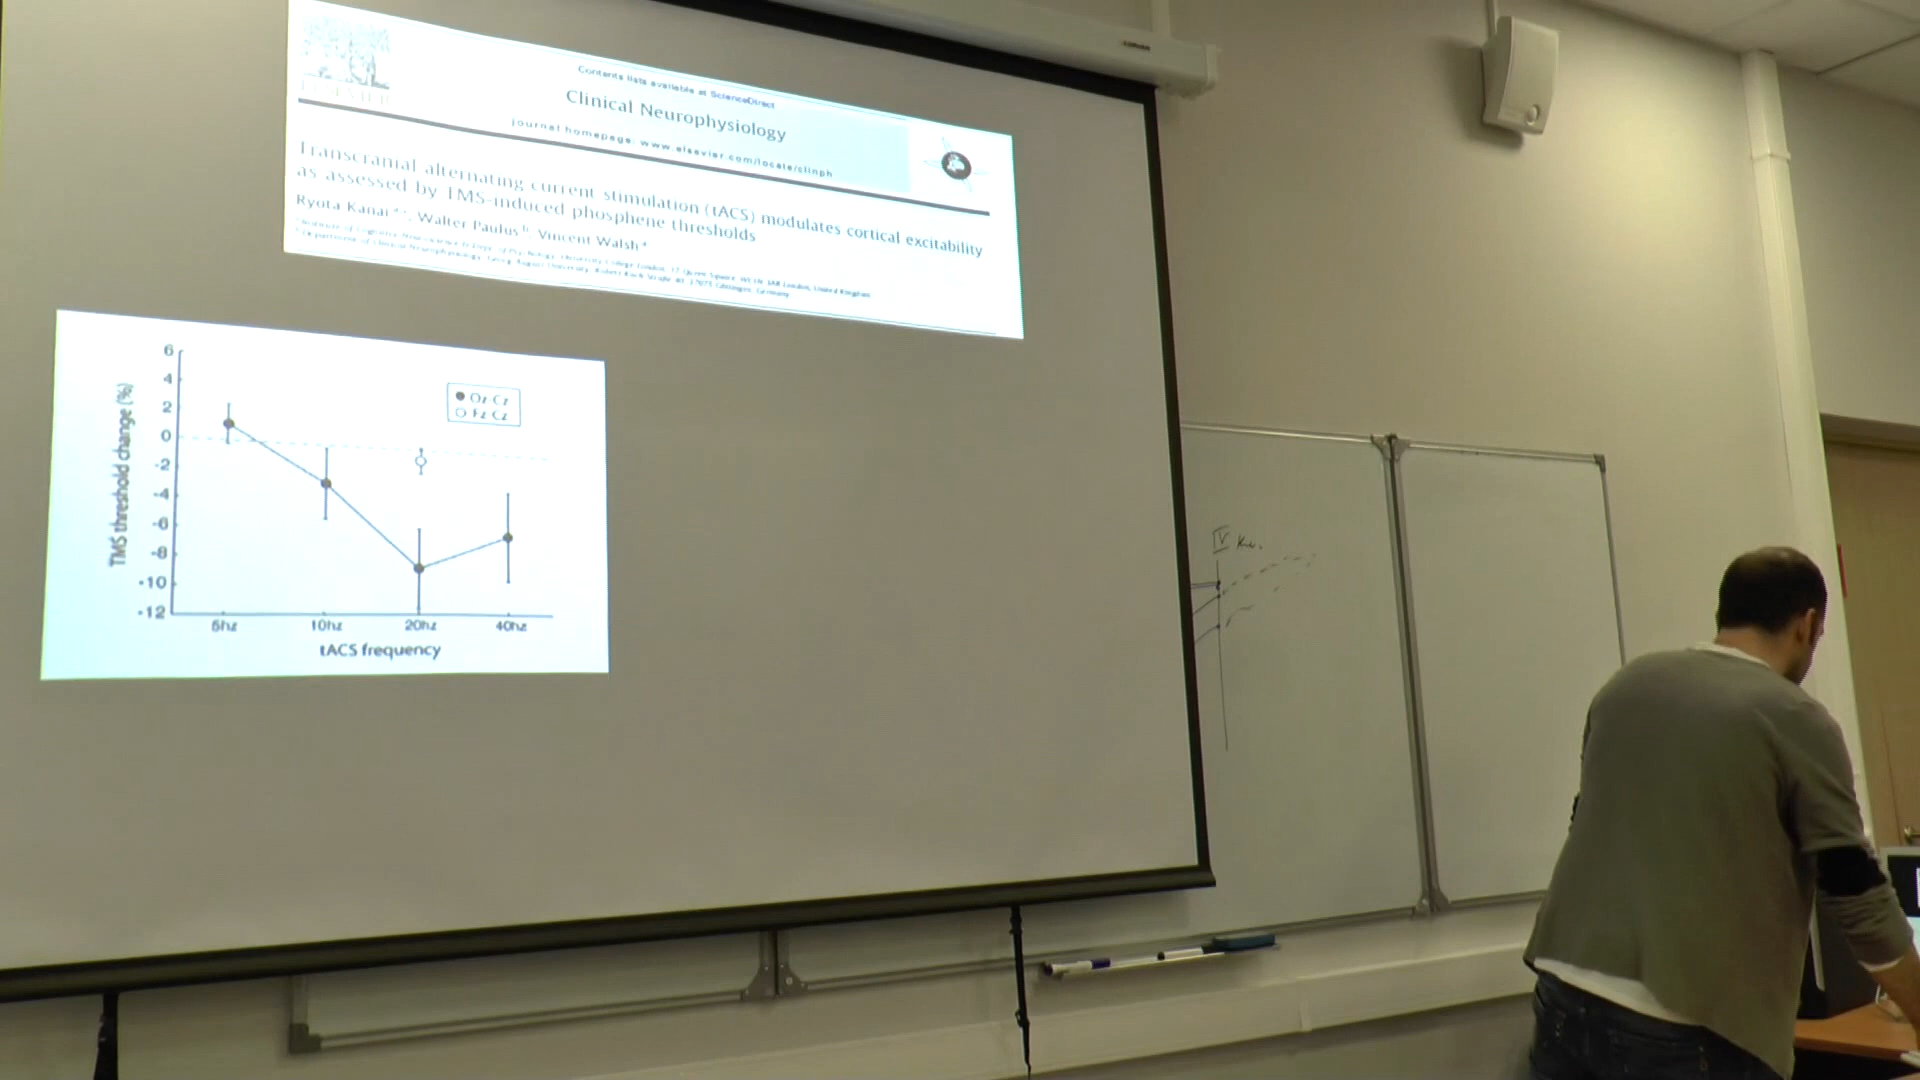 ELSEVIER
Contents lists available at ScienceDirect
Clinical Neurophysiology
journal homepage: www.elsevier.com/locate/clinph
Transcranial alternating current stimulation (tACS) modulates cortical excitability
as assessed by TMS-induced phosphene thresholds
Ryota Kanai, Walter Paulus, Vincent Walsh
TMS threshold change (%)
6
4
2
0
-2
-4
-6
-8
-10
-12
Oz Cz
Fz Cz
5hz 10hz 20hz 40hz
tACS frequency